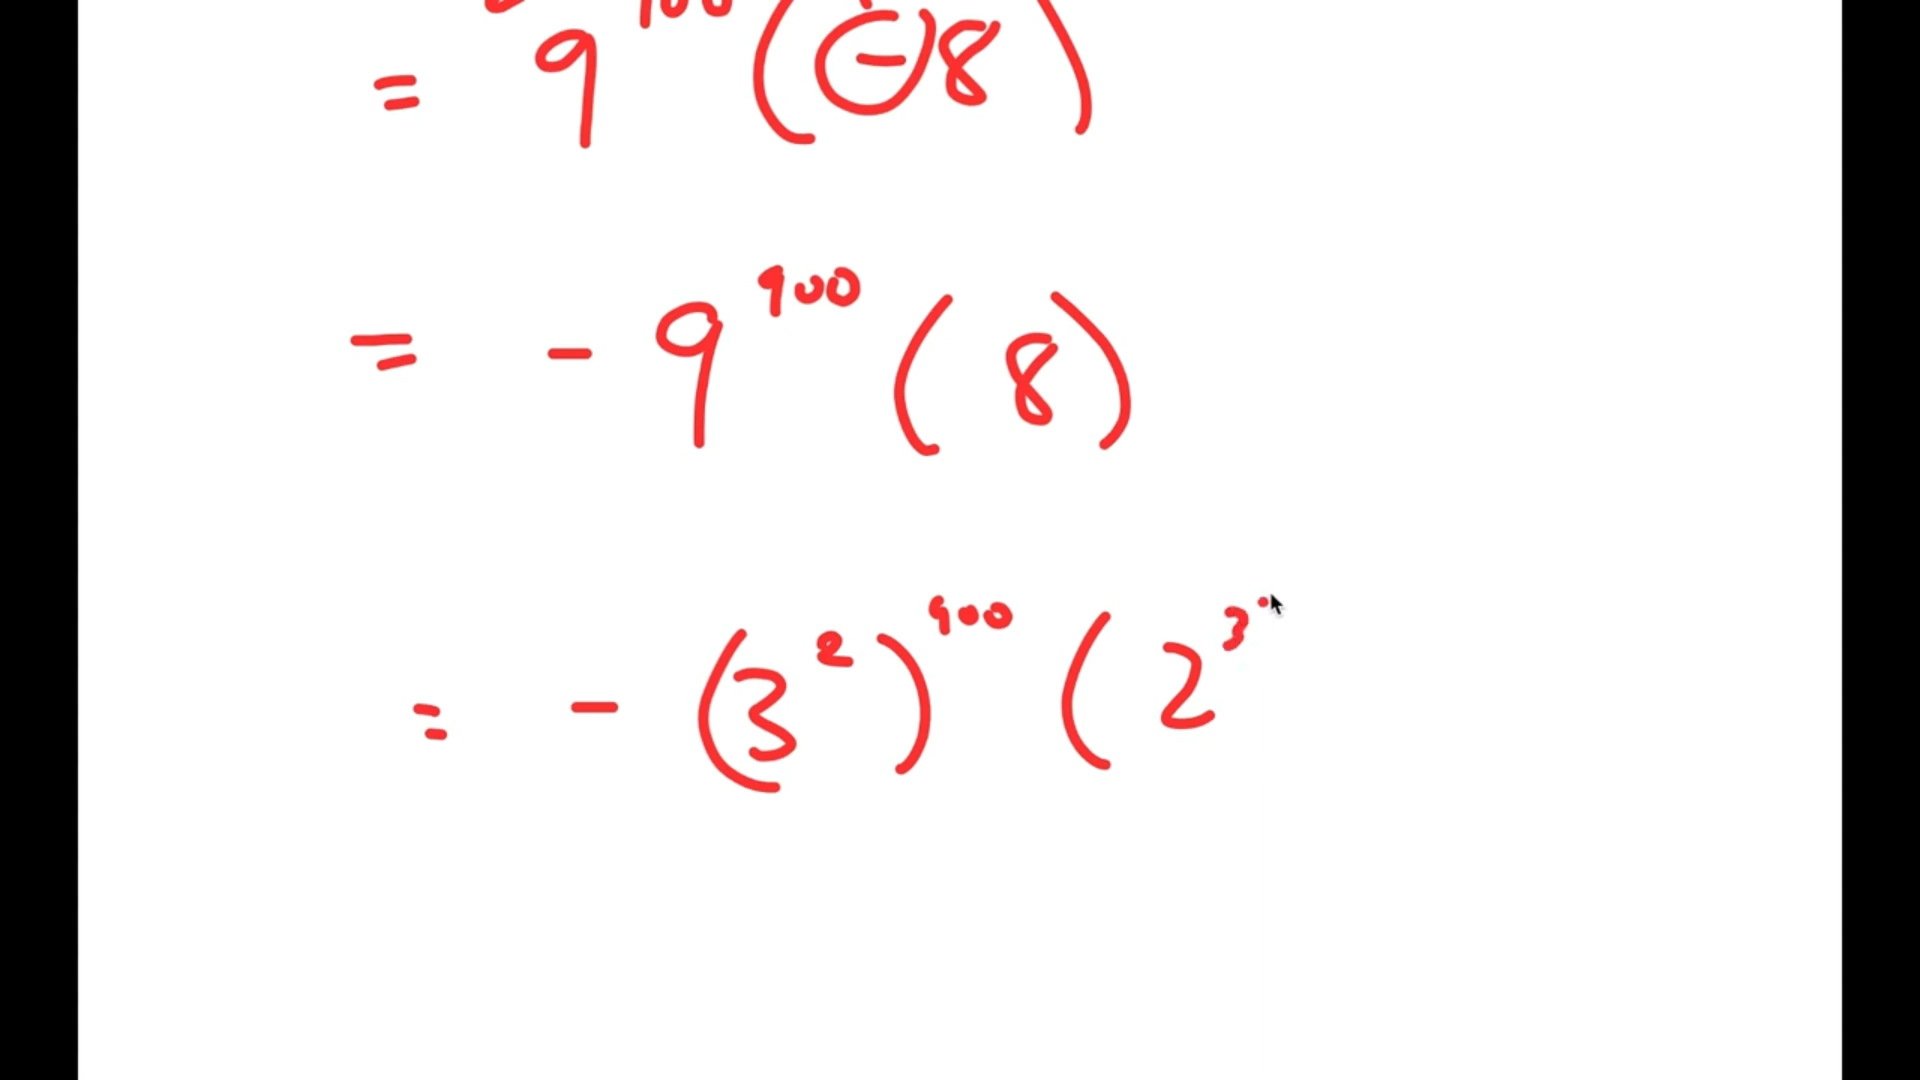 = 9^900 (-8)
= - 9^900 (8)
= - (3^2)^900 (2^3